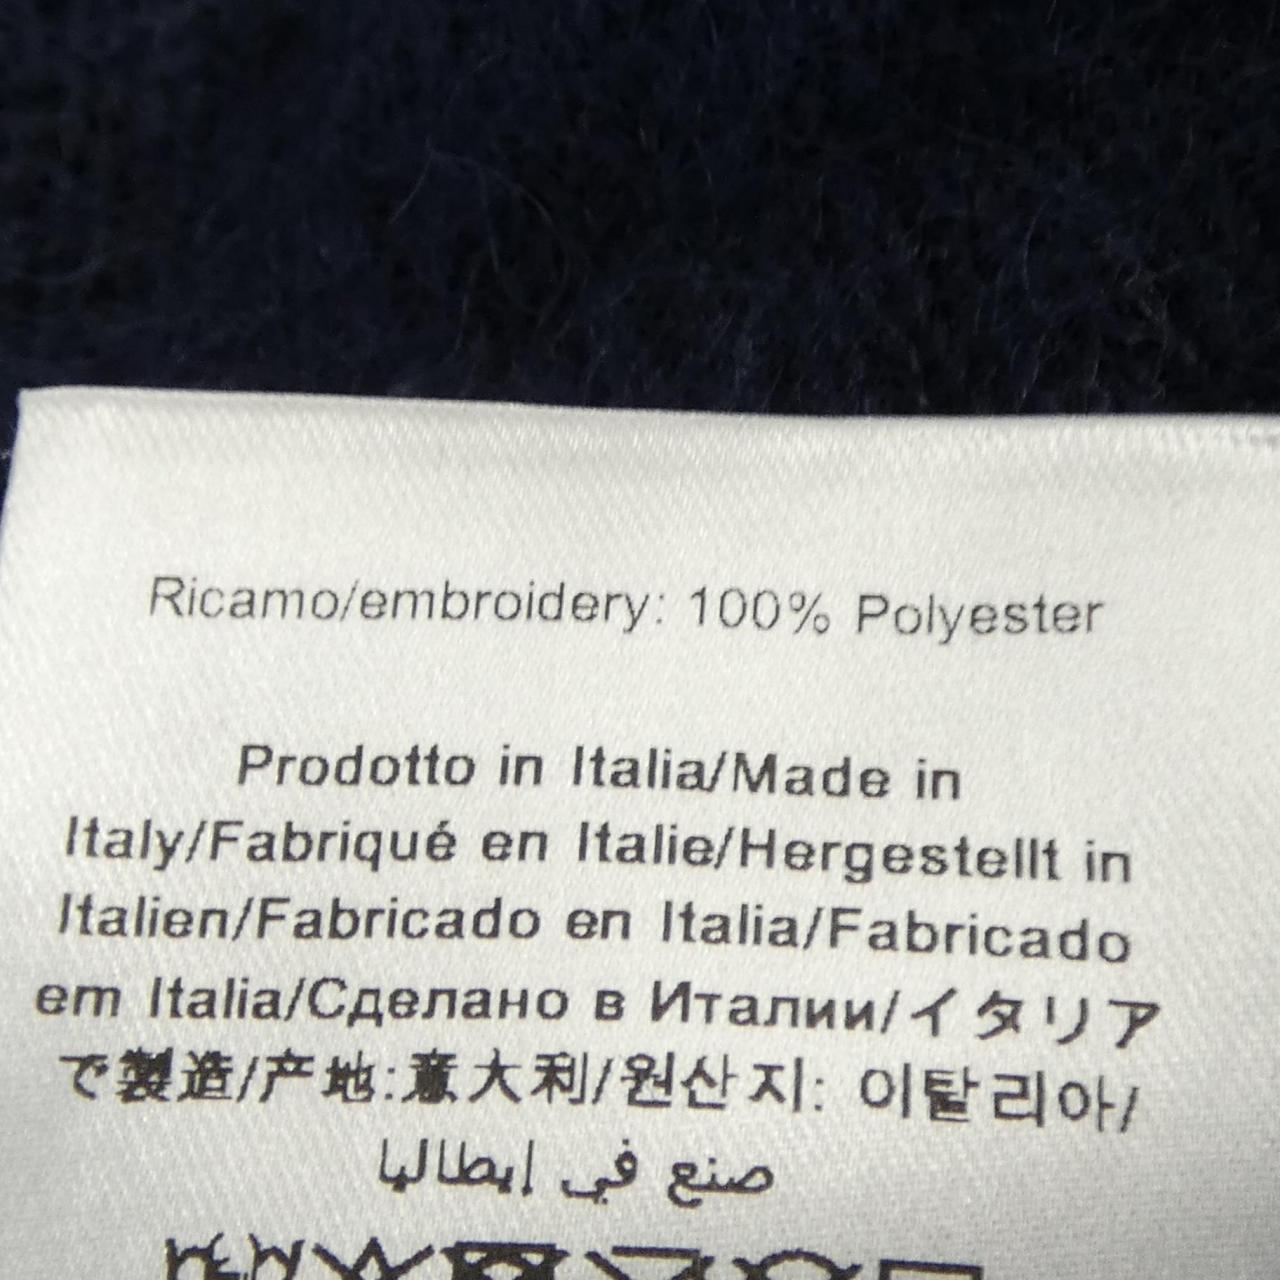 Ricamo/embroidery: 100% Polyester
Prodotto in Italia/Made in
Italy/Fabriqué en Italie/Hergestellt in
Italien/Fabricado en Italia/Fabricado
em Italia/Сделано в Италии/イタリア
で製造/产地:意大利/원산지: 이탈리아/
صنع في إيطاليا